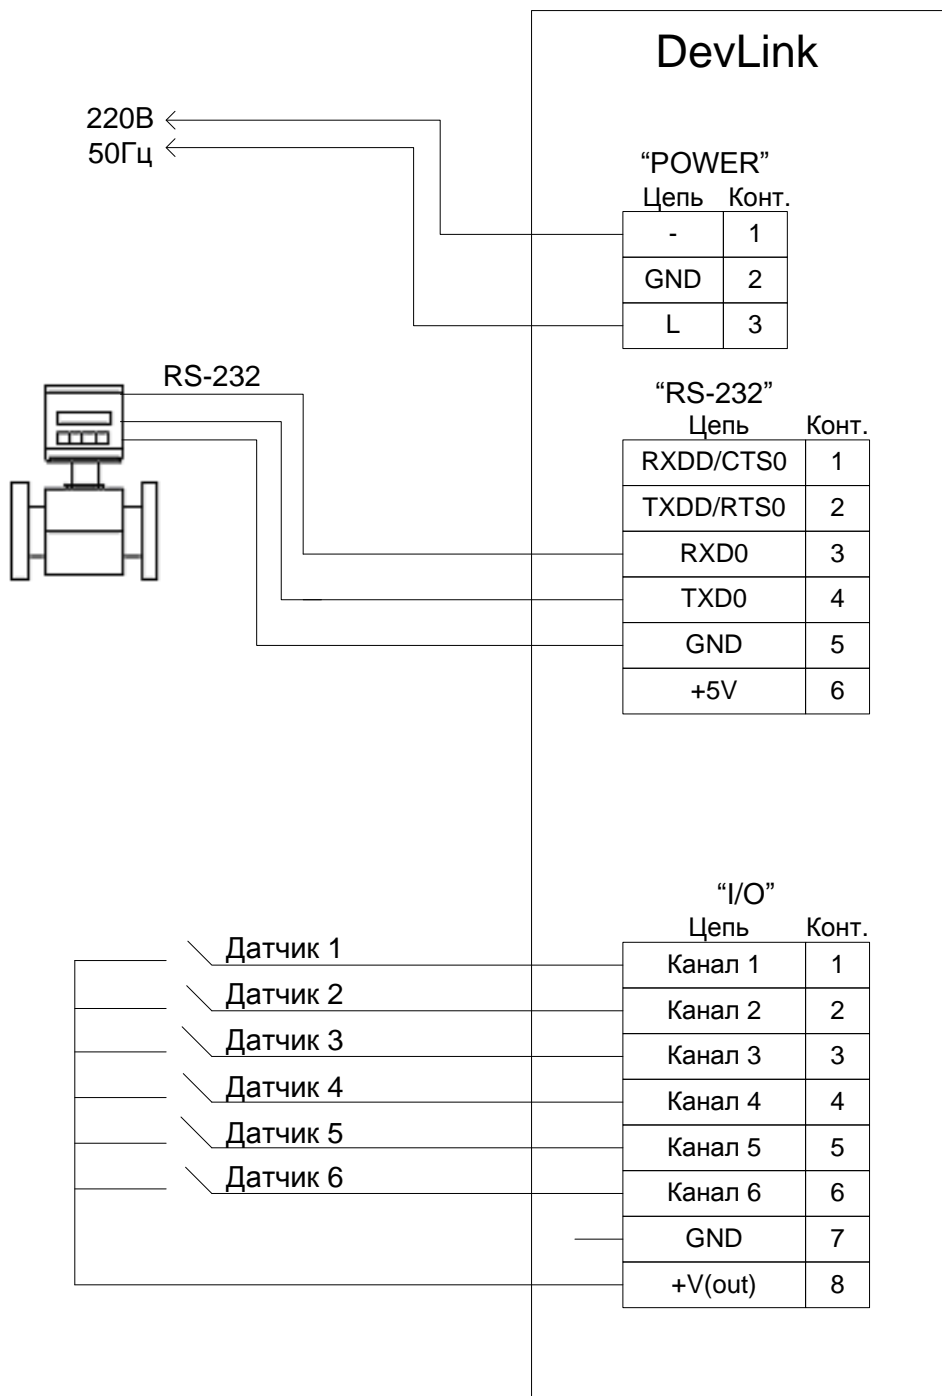 DevLink
220В
50Гц
“POWER”
Цепь Конт.
- 1
GND 2
L 3
RS-232
“RS-232”
Цепь Конт.
RXDD/CTS0 1
TXDD/RTS0 2
RXD0 3
TXD0 4
GND 5
+5V 6
“I/O”
Цепь Конт.
Датчик 1 Канал 1 1
Датчик 2 Канал 2 2
Датчик 3 Канал 3 3
Датчик 4 Канал 4 4
Датчик 5 Канал 5 5
Датчик 6 Канал 6 6
GND 7
+V(out) 8